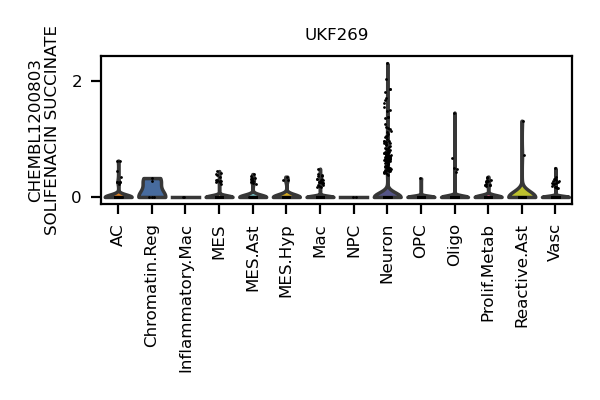 UKF269
CHEMBL1200803
SOLIFENACIN SUCCINATE
2
0
AC
Chromatin.Reg
Inflammatory.Mac
MES
MES.Ast
MES.Hyp
Mac
NPC
Neuron
OPC
Oligo
Prolif.Metab
Reactive.Ast
Vasc